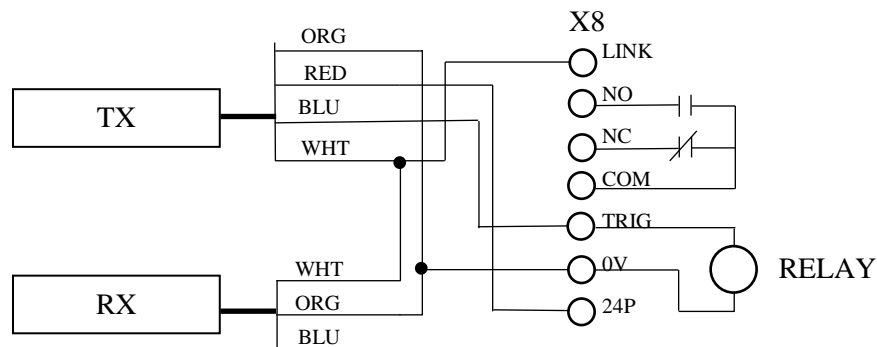 X8
ORG
LINK
RED
NO
BLU
TX
NC
WHT
COM
TRIG
WHT
0V
RELAY
RX
ORG
24P
BLU